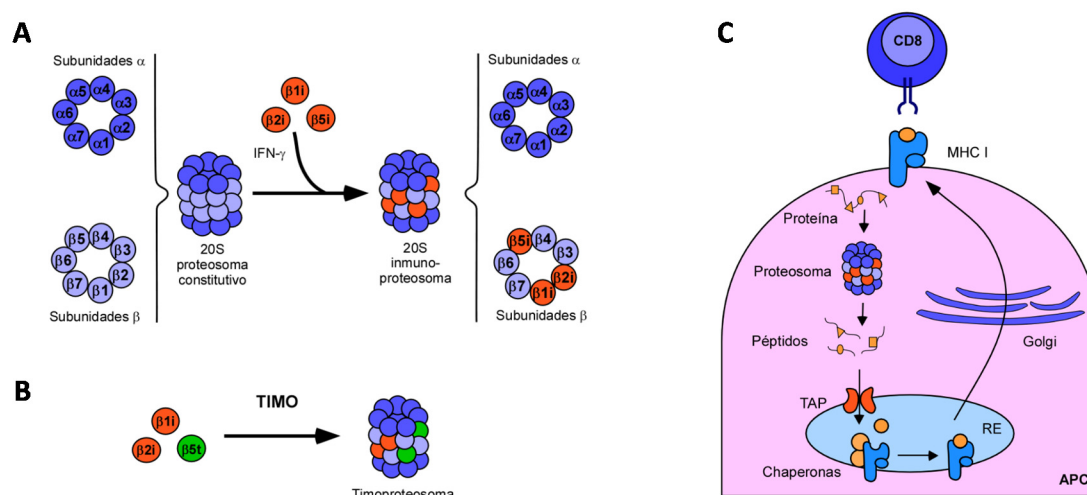 A
Subunidades α
α5
α4
α6
α3
α7
α2
α1
β5
β4
β6
β3
β7
β2
β1
Subunidades β
20S
proteosoma
constitutivo
β1i
β2i
β5i
IFN-γ
20S
inmuno-
proteosoma
Subunidades α
α5
α4
α6
α3
α7
α2
α1
β5i
β4
β6
β3
β7
β2i
β1i
Subunidades β
B
β1i
β2i
β5t
TIMO
Timoproteosoma
C
CD8
MHC I
Proteína
Proteosoma
Péptidos
Golgi
TAP
RE
Chaperonas
APC